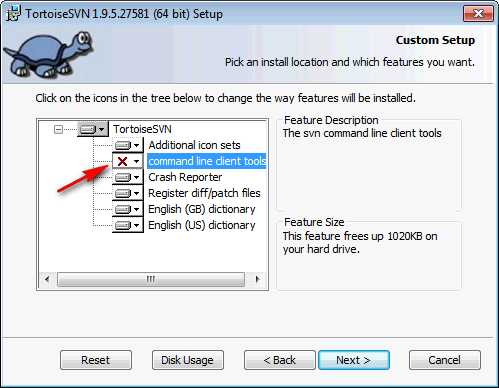 TortoiseSVN 1.9.5.27581 (64 bit) Setup
Custom Setup
Pick an install location and which features you want.
Click on the icons in the tree below to change the way features will be installed.
TortoiseSVN
Additional icon sets
command line client tools
Crash Reporter
Register diff/patch files
English (GB) dictionary
English (US) dictionary
Feature Description
The svn command line client tools
Feature Size
This feature frees up 1020KB on
your hard drive.
Reset
Disk Usage
< Back
Next >
Cancel